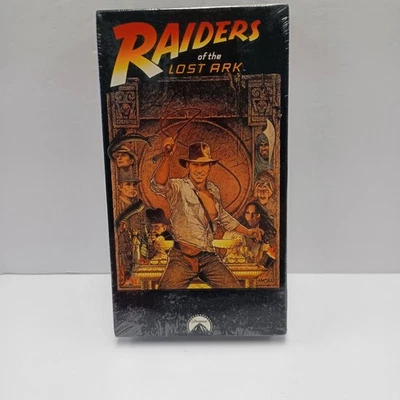 RAIDERS
of the
LOST ARK